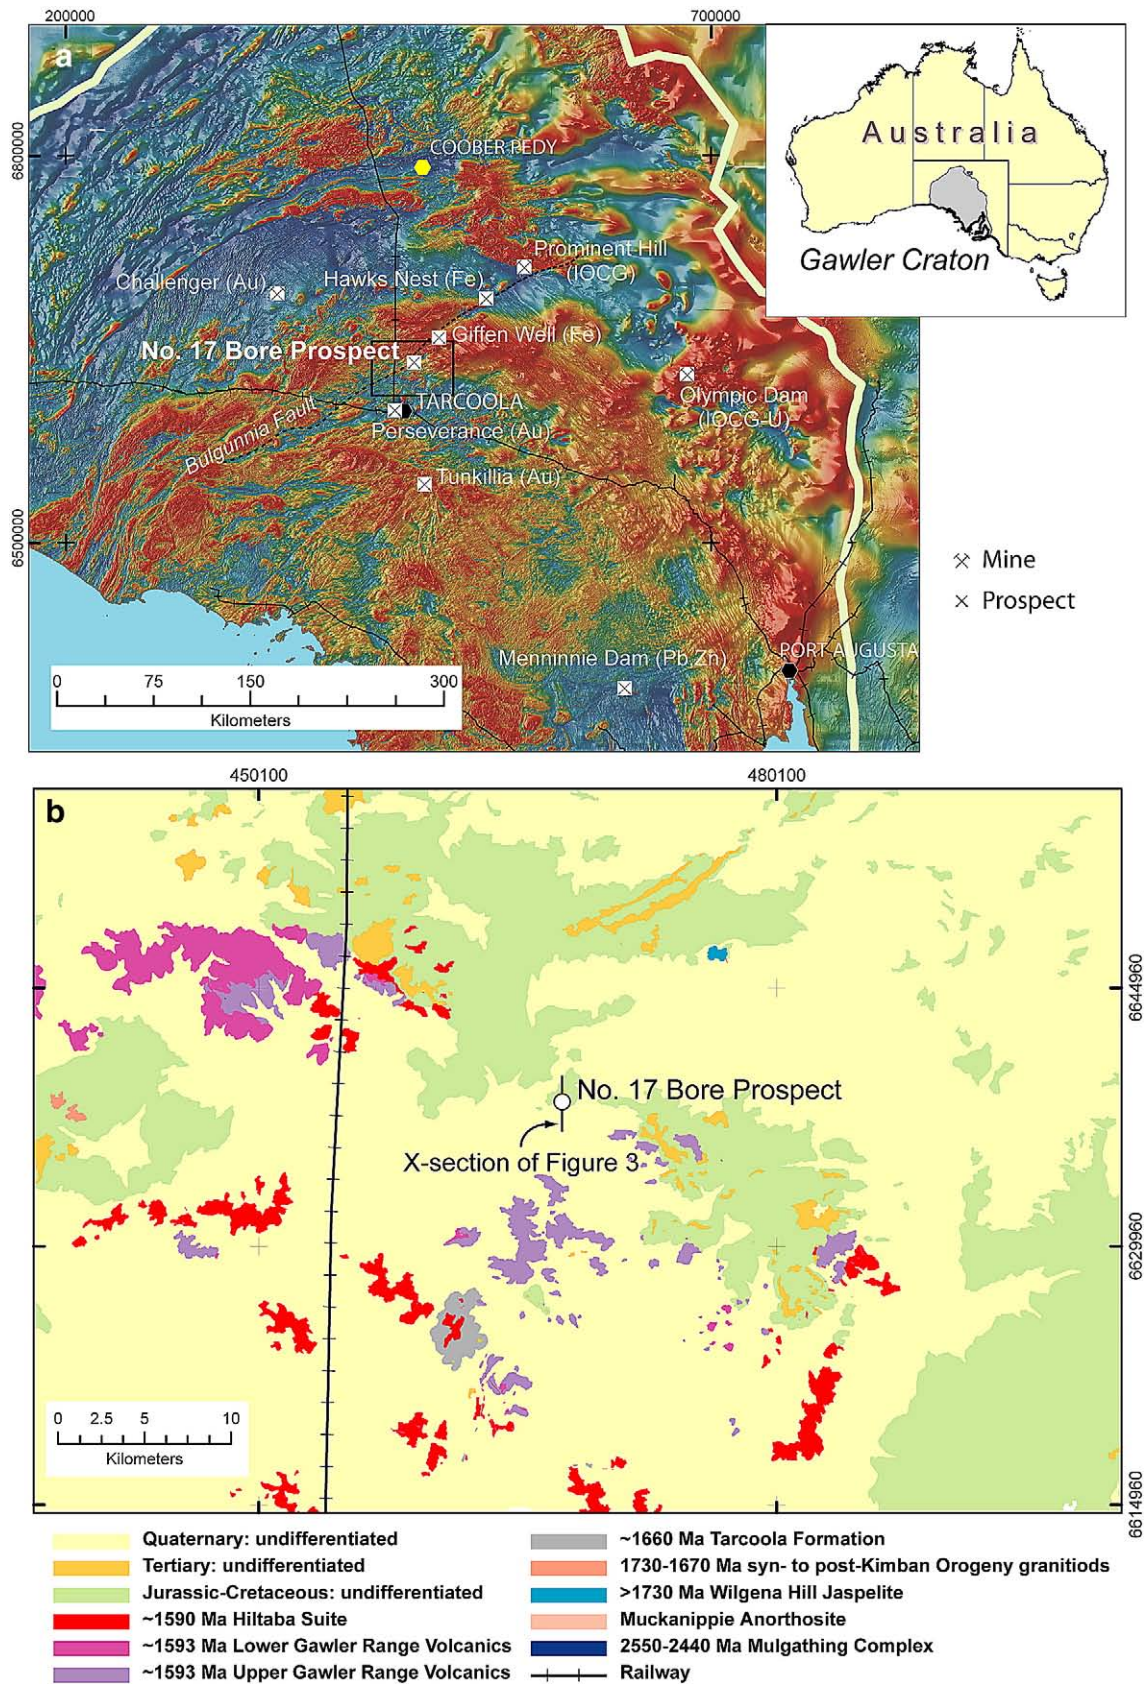 200000
700000
a
6800000
COOBER PEDY
Australia
Gawler Craton
Prominent Hill
(IOCG)
Challenger (Au)
Hawks Nest (Fe)
Giffen Well (Fe)
No. 17 Bore Prospect
TARCOOLA
Olympic Dam
(IOCG-U)
Bulgunnia Fault
Perseverance (Au)
Tunkillia (Au)
6500000
Mine
Prospect
PORT AUGUSTA
Menninnie Dam (Pb,Zn)
0 75 150 300
Kilometers
450100
480100
b
6644960
No. 17 Bore Prospect
X-section of Figure 3
6629960
0 2.5 5 10
Kilometers
6614960
Quaternary: undifferentiated
Tertiary: undifferentiated
Jurassic-Cretaceous: undifferentiated
~1590 Ma Hiltaba Suite
~1593 Ma Lower Gawler Range Volcanics
~1593 Ma Upper Gawler Range Volcanics
~1660 Ma Tarcoola Formation
1730-1670 Ma syn- to post-Kimban Orogeny granitiods
>1730 Ma Wilgena Hill Jaspelite
Muckanippie Anorthosite
2550-2440 Ma Mulgathing Complex
Railway